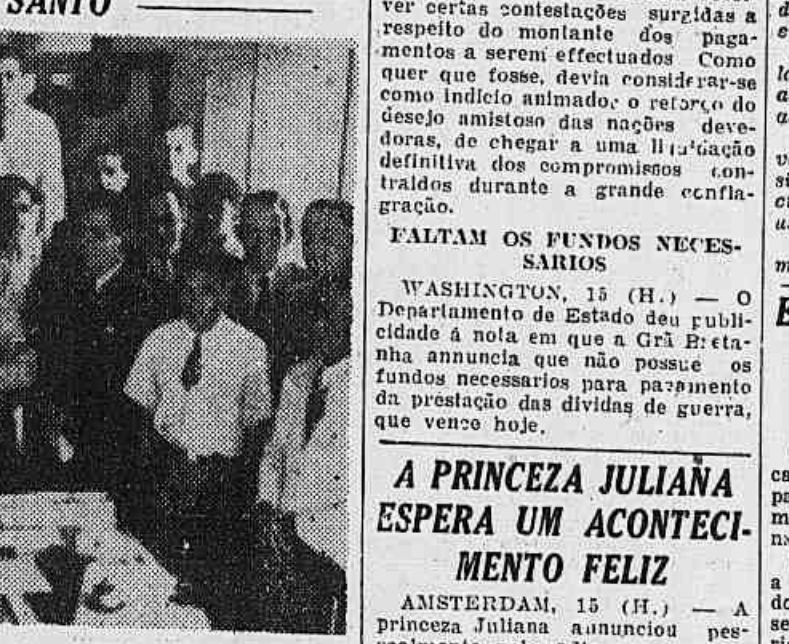 SANTO
ver certas contestações surgidas a
respeito do montante dos paga-
mentos a serem effectuados Como
quer que fosse, devia considerar-se
como indicio animador o reforço do
desejo amistoso das nações deve-
doras, de chegar a uma liquidação
definitiva dos compromissos con-
traidos durante a grande confla-
gração.
FALTAM OS FUNDOS NECES-
SARIOS
WASHINGTON, 15 (H.) — O
Departamento de Estado deu publi-
cidade á nota em que a Grã Breta-
nha annuncia que não possue os
fundos necessarios para pagamento
da prestação das dividas de guerra,
que vence hoje.
A PRINCEZA JULIANA
ESPERA UM ACONTECI-
MENTO FELIZ
AMSTERDAM, 15 (H.) — A
princeza Juliana annunciou pes-